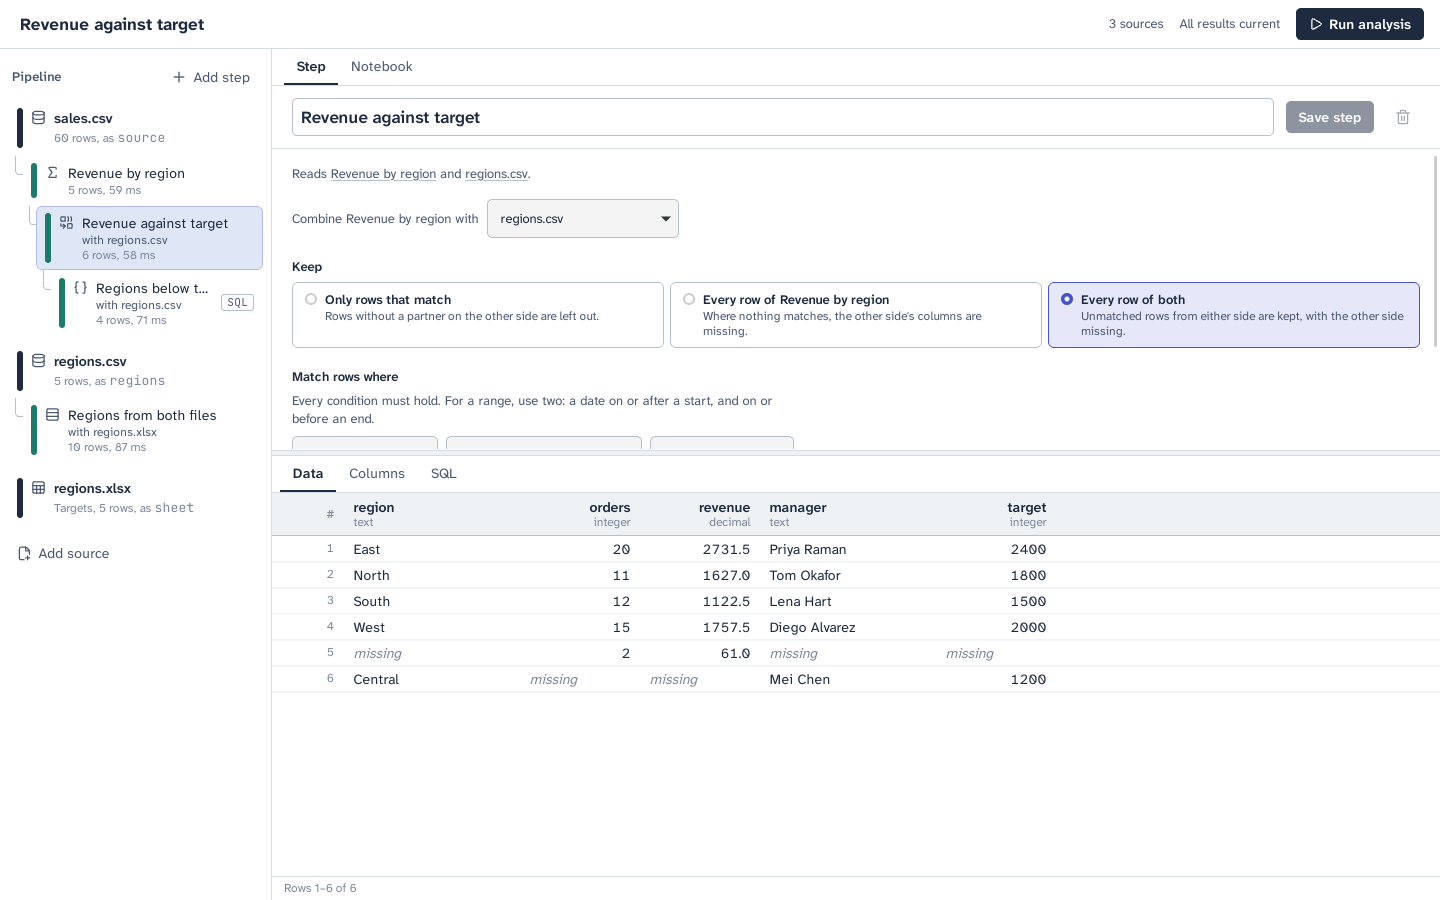 Revenue against target
3 sources
All results current
Run analysis
Pipeline
Add step
sales.csv
60 rows, as source
Revenue by region
5 rows, 59 ms
Revenue against target
with regions.csv
6 rows, 58 ms
Regions below t...
with regions.csv
4 rows, 71 ms
SQL
regions.csv
5 rows, as regions
Regions from both files
with regions.xlsx
10 rows, 87 ms
regions.xlsx
Targets, 5 rows, as sheet
Add source
Step Notebook
Revenue against target
Save step
Reads Revenue by region and regions.csv.
Combine Revenue by region with regions.csv
Keep
Only rows that match
Rows without a partner on the other side are left out.
Every row of Revenue by region
Where nothing matches, the other side's columns are
missing.
Every row of both
Unmatched rows from either side are kept, with the other side
missing.
Match rows where
Every condition must hold. For a range, use two: a date on or after a start, and on or
before an end.
Data Columns SQL
# region orders revenue manager target
text integer decimal text integer
1 East 20 2731.5 Priya Raman 2400
2 North 11 1627.0 Tom Okafor 1800
3 South 12 1122.5 Lena Hart 1500
4 West 15 1757.5 Diego Alvarez 2000
5 missing 2 61.0 missing missing
6 Central missing missing Mei Chen 1200
Rows 1–6 of 6